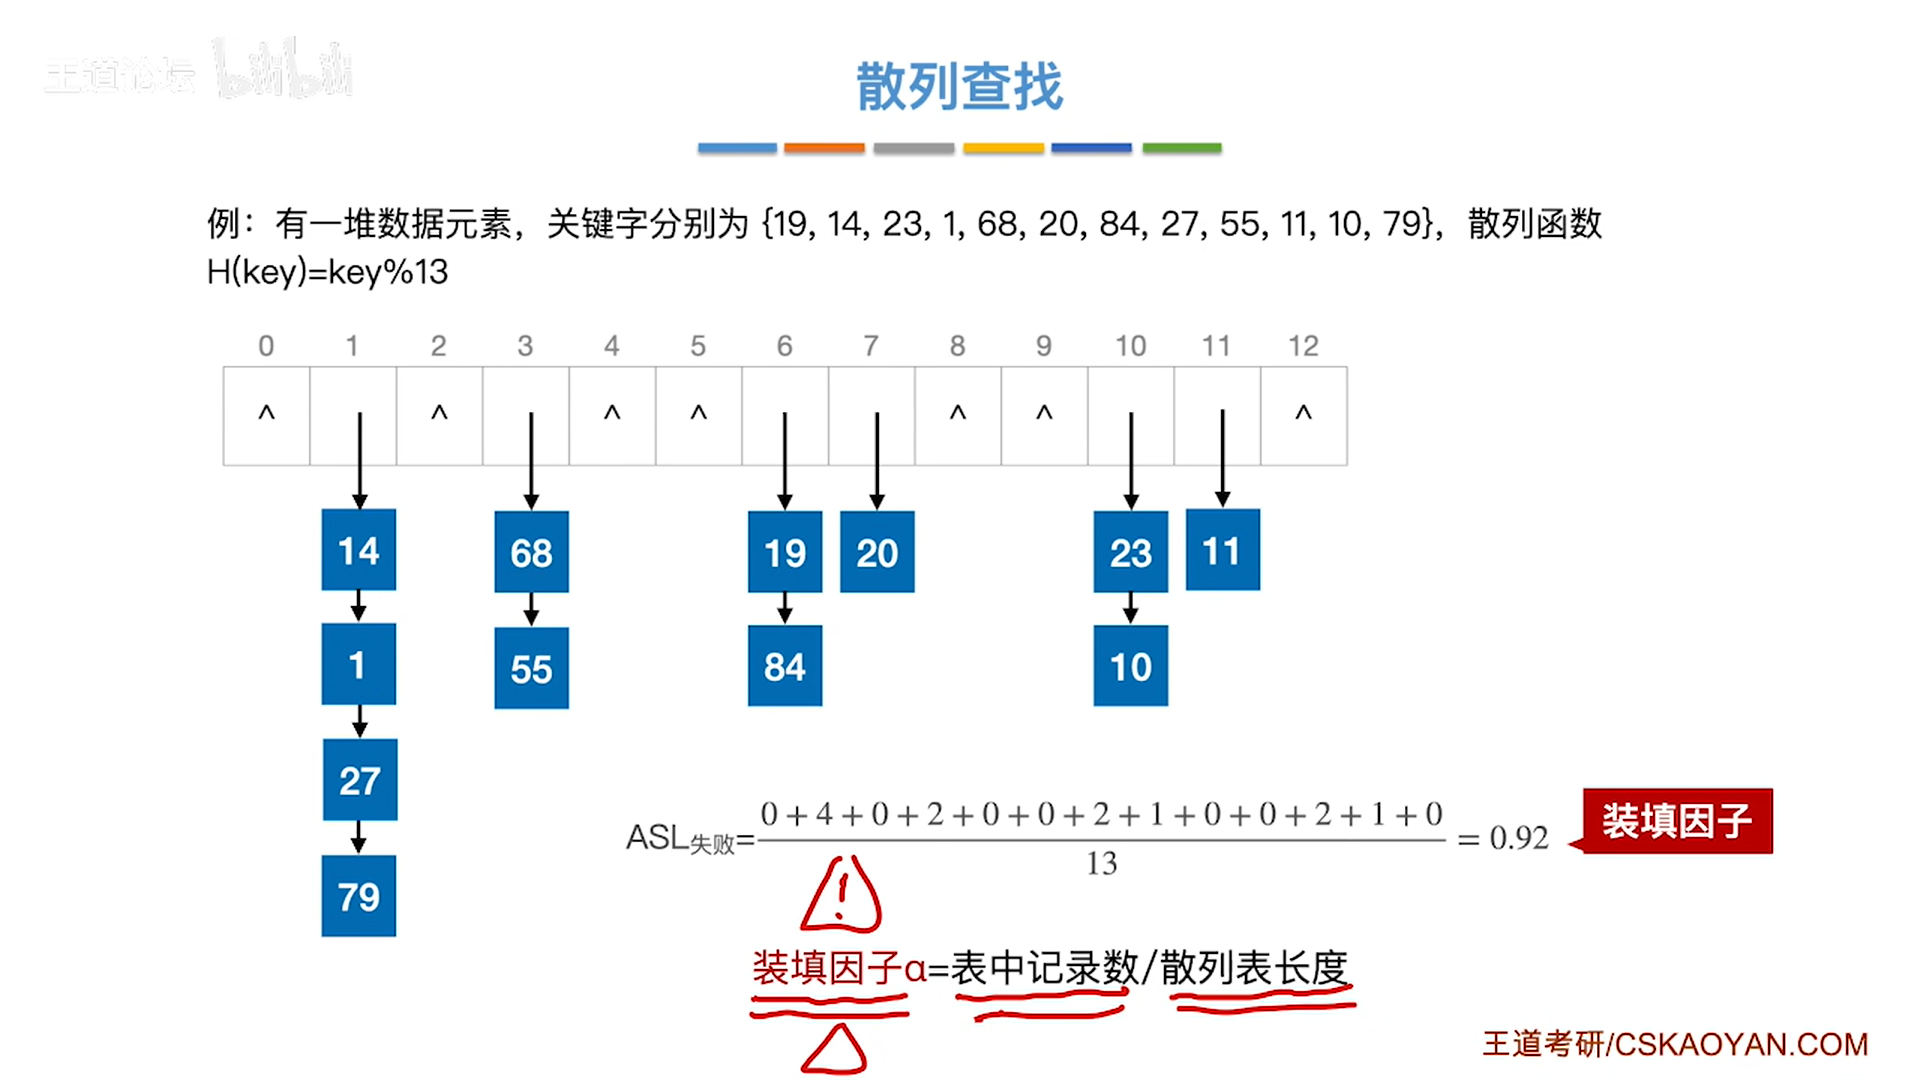 王道论坛 bilibili
散列查找
例：有一堆数据元素，关键字分别为 {19, 14, 23, 1, 68, 20, 84, 27, 55, 11, 10, 79}，散列函数
H(key)=key%13
0 1 2 3 4 5 6 7 8 9 10 11 12
^ ^ ^ ^ ^ ^ ^
14 68 19 20 23 11
1 55 84 10
27
79
ASL失败= 0 + 4 + 0 + 2 + 0 + 0 + 2 + 1 + 0 + 0 + 2 + 1 + 0 = 0.92
13
装填因子
!
装填因子α=表中记录数/散列表长度
王道考研/CSKAOYAN.COM